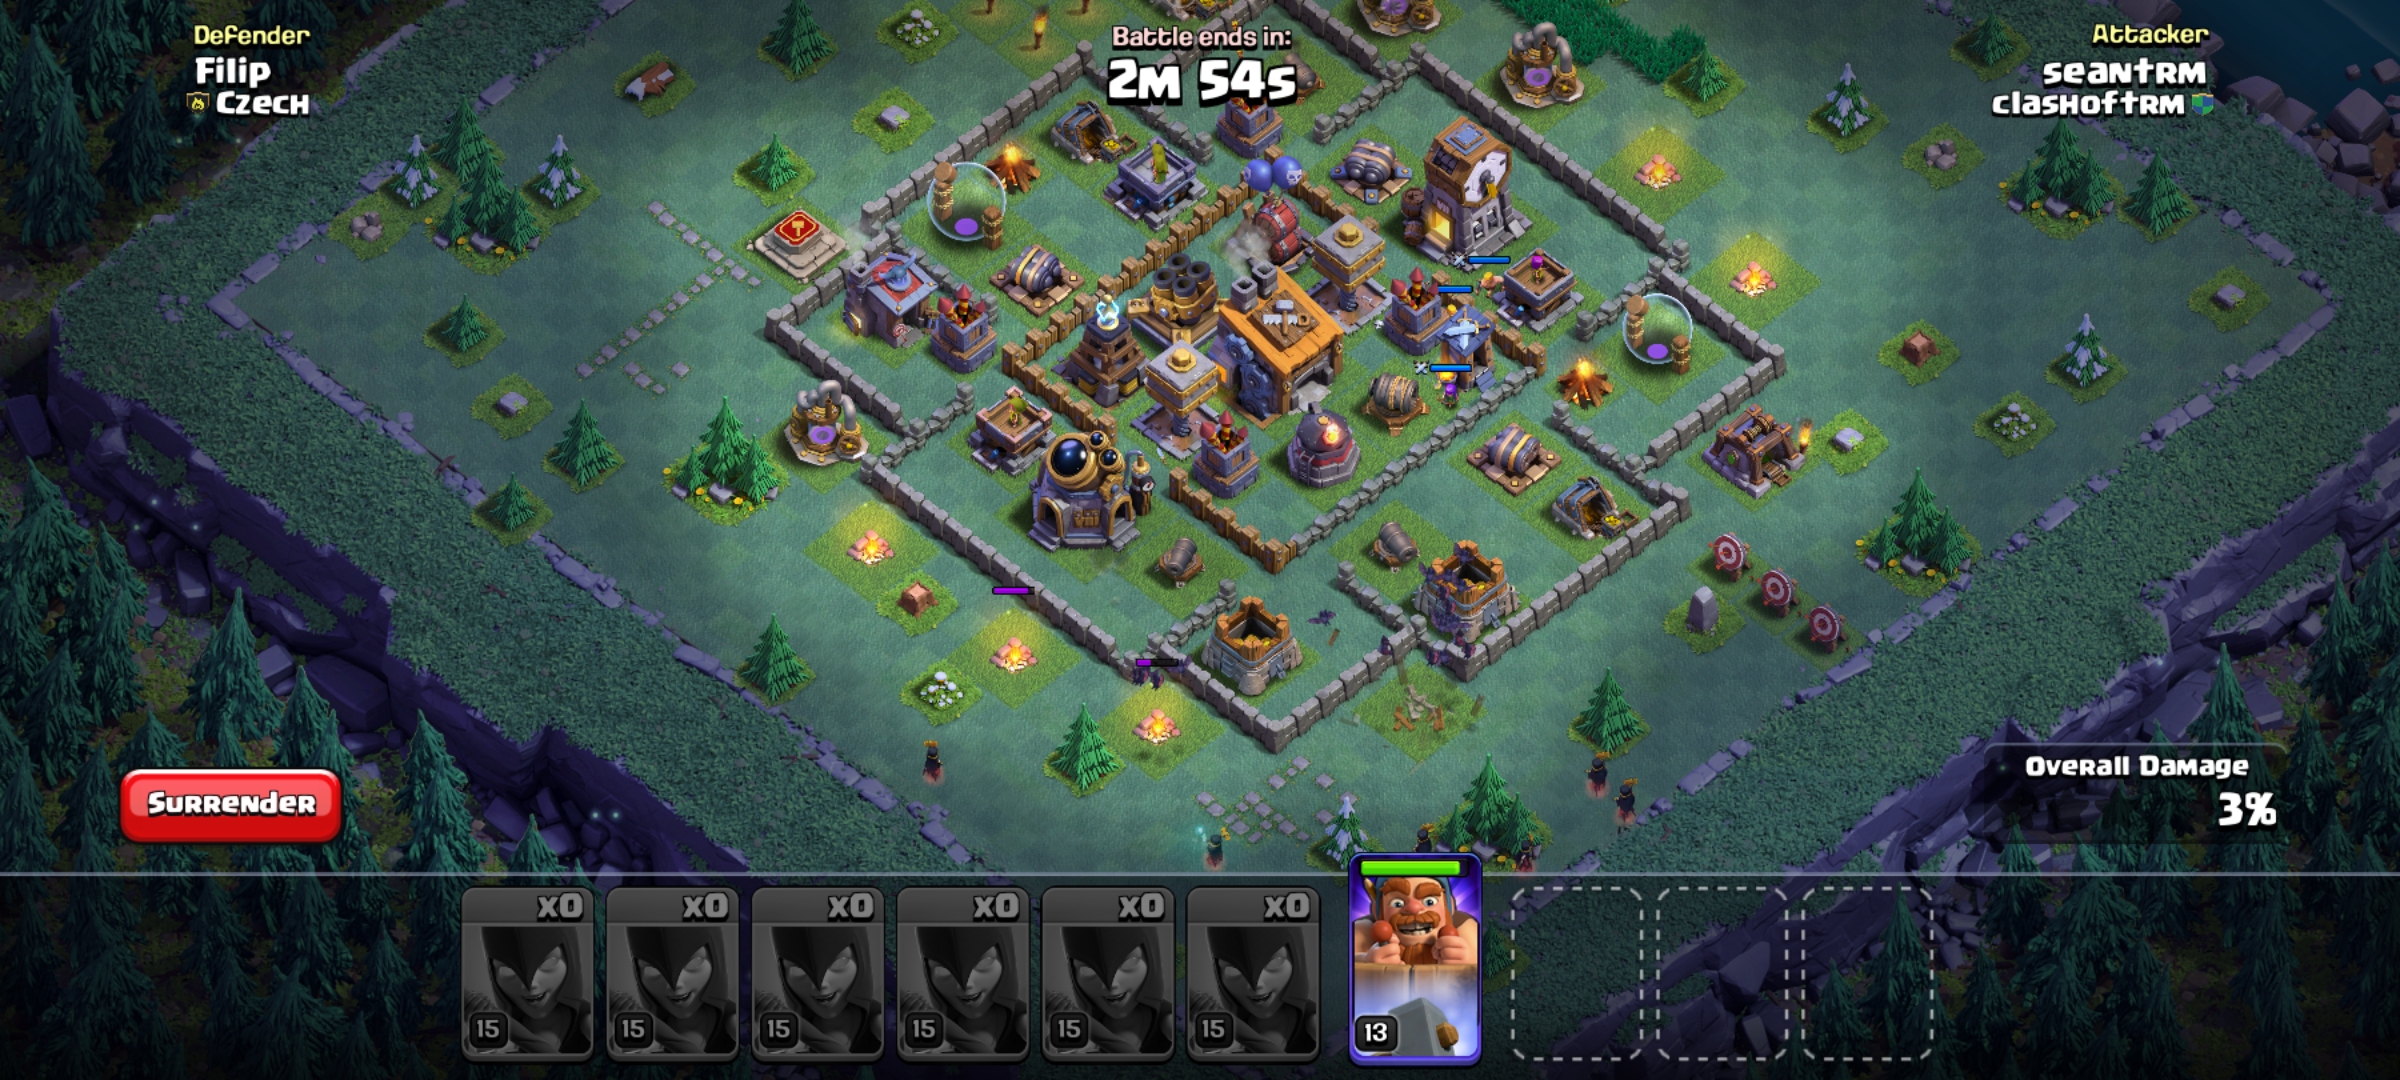 Defender
Filip
Czech
Battle ends in:
2M 54s
Attacker
seantRM
clashoftRM
Surrender
Overall Damage
3%
x0 x0 x0 x0 x0 x0
15 15 15 15 15 15 13